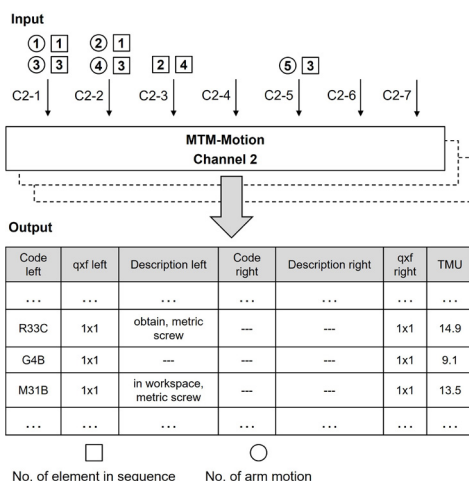 Input
① 1 ② 1
③ 3 ④ 3 2 4 ⑤ 3
C2-1 C2-2 C2-3 C2-4 C2-5 C2-6 C2-7
MTM-Motion
Channel 2
Output
Code left qxf left Description left Code right Description right qxf right TMU
... ... ... ... ... ... ...
R33C 1x1 obtain, metric screw --- --- 1x1 14.9
G4B 1x1 --- --- --- 1x1 9.1
M31B 1x1 in workspace, metric screw --- --- 1x1 13.5
... ... ... ... ... ... ...
No. of element in sequence No. of arm motion